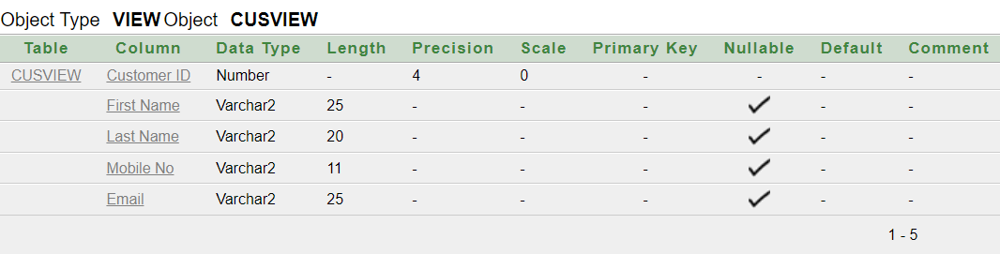 Object Type VIEW Object CUSVIEW
Table Column Data Type Length Precision Scale Primary Key Nullable Default Comment
CUSVIEW Customer ID Number - 4 0 - - - -
First Name Varchar2 25 - - - ✓ - -
Last Name Varchar2 20 - - - ✓ - -
Mobile No Varchar2 11 - - - ✓ - -
Email Varchar2 25 - - - ✓ - -
1 - 5